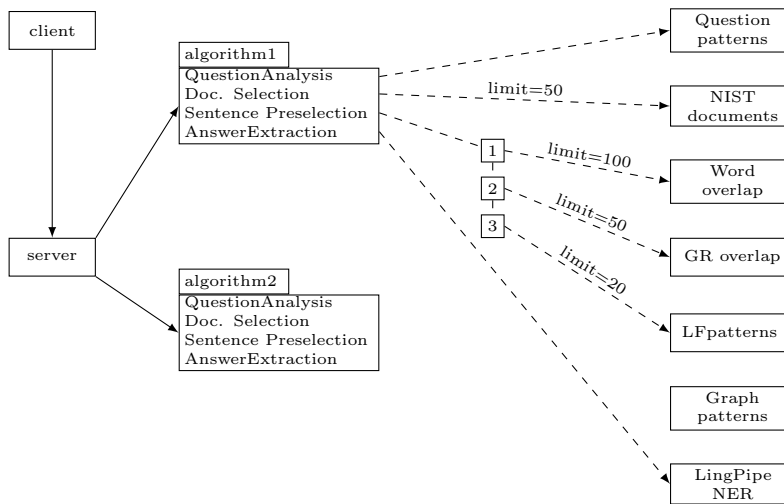 client
server
algorithm1
QuestionAnalysis
Doc. Selection
Sentence Preselection
AnswerExtraction
algorithm2
QuestionAnalysis
Doc. Selection
Sentence Preselection
AnswerExtraction
limit=50
1
2
3
limit=100
limit=50
limit=20
Question
patterns
NIST
documents
Word
overlap
GR overlap
LFpatterns
Graph
patterns
LingPipe
NER